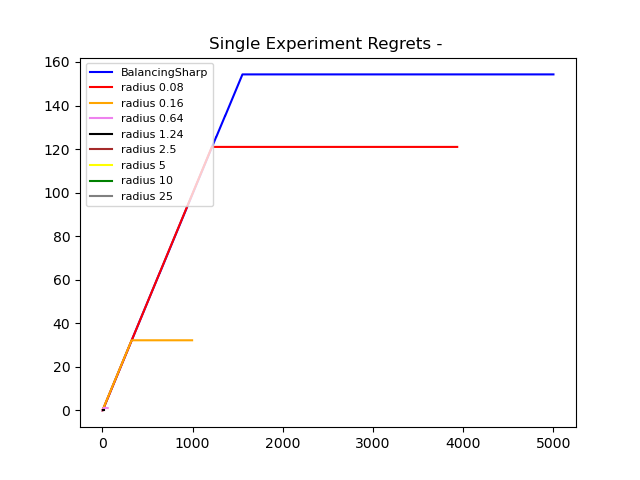 Single Experiment Regrets -
160
140
120
100
80
60
40
20
0
BalancingSharp
radius 0.08
radius 0.16
radius 0.64
radius 1.24
radius 2.5
radius 5
radius 10
radius 25
0 1000 2000 3000 4000 5000